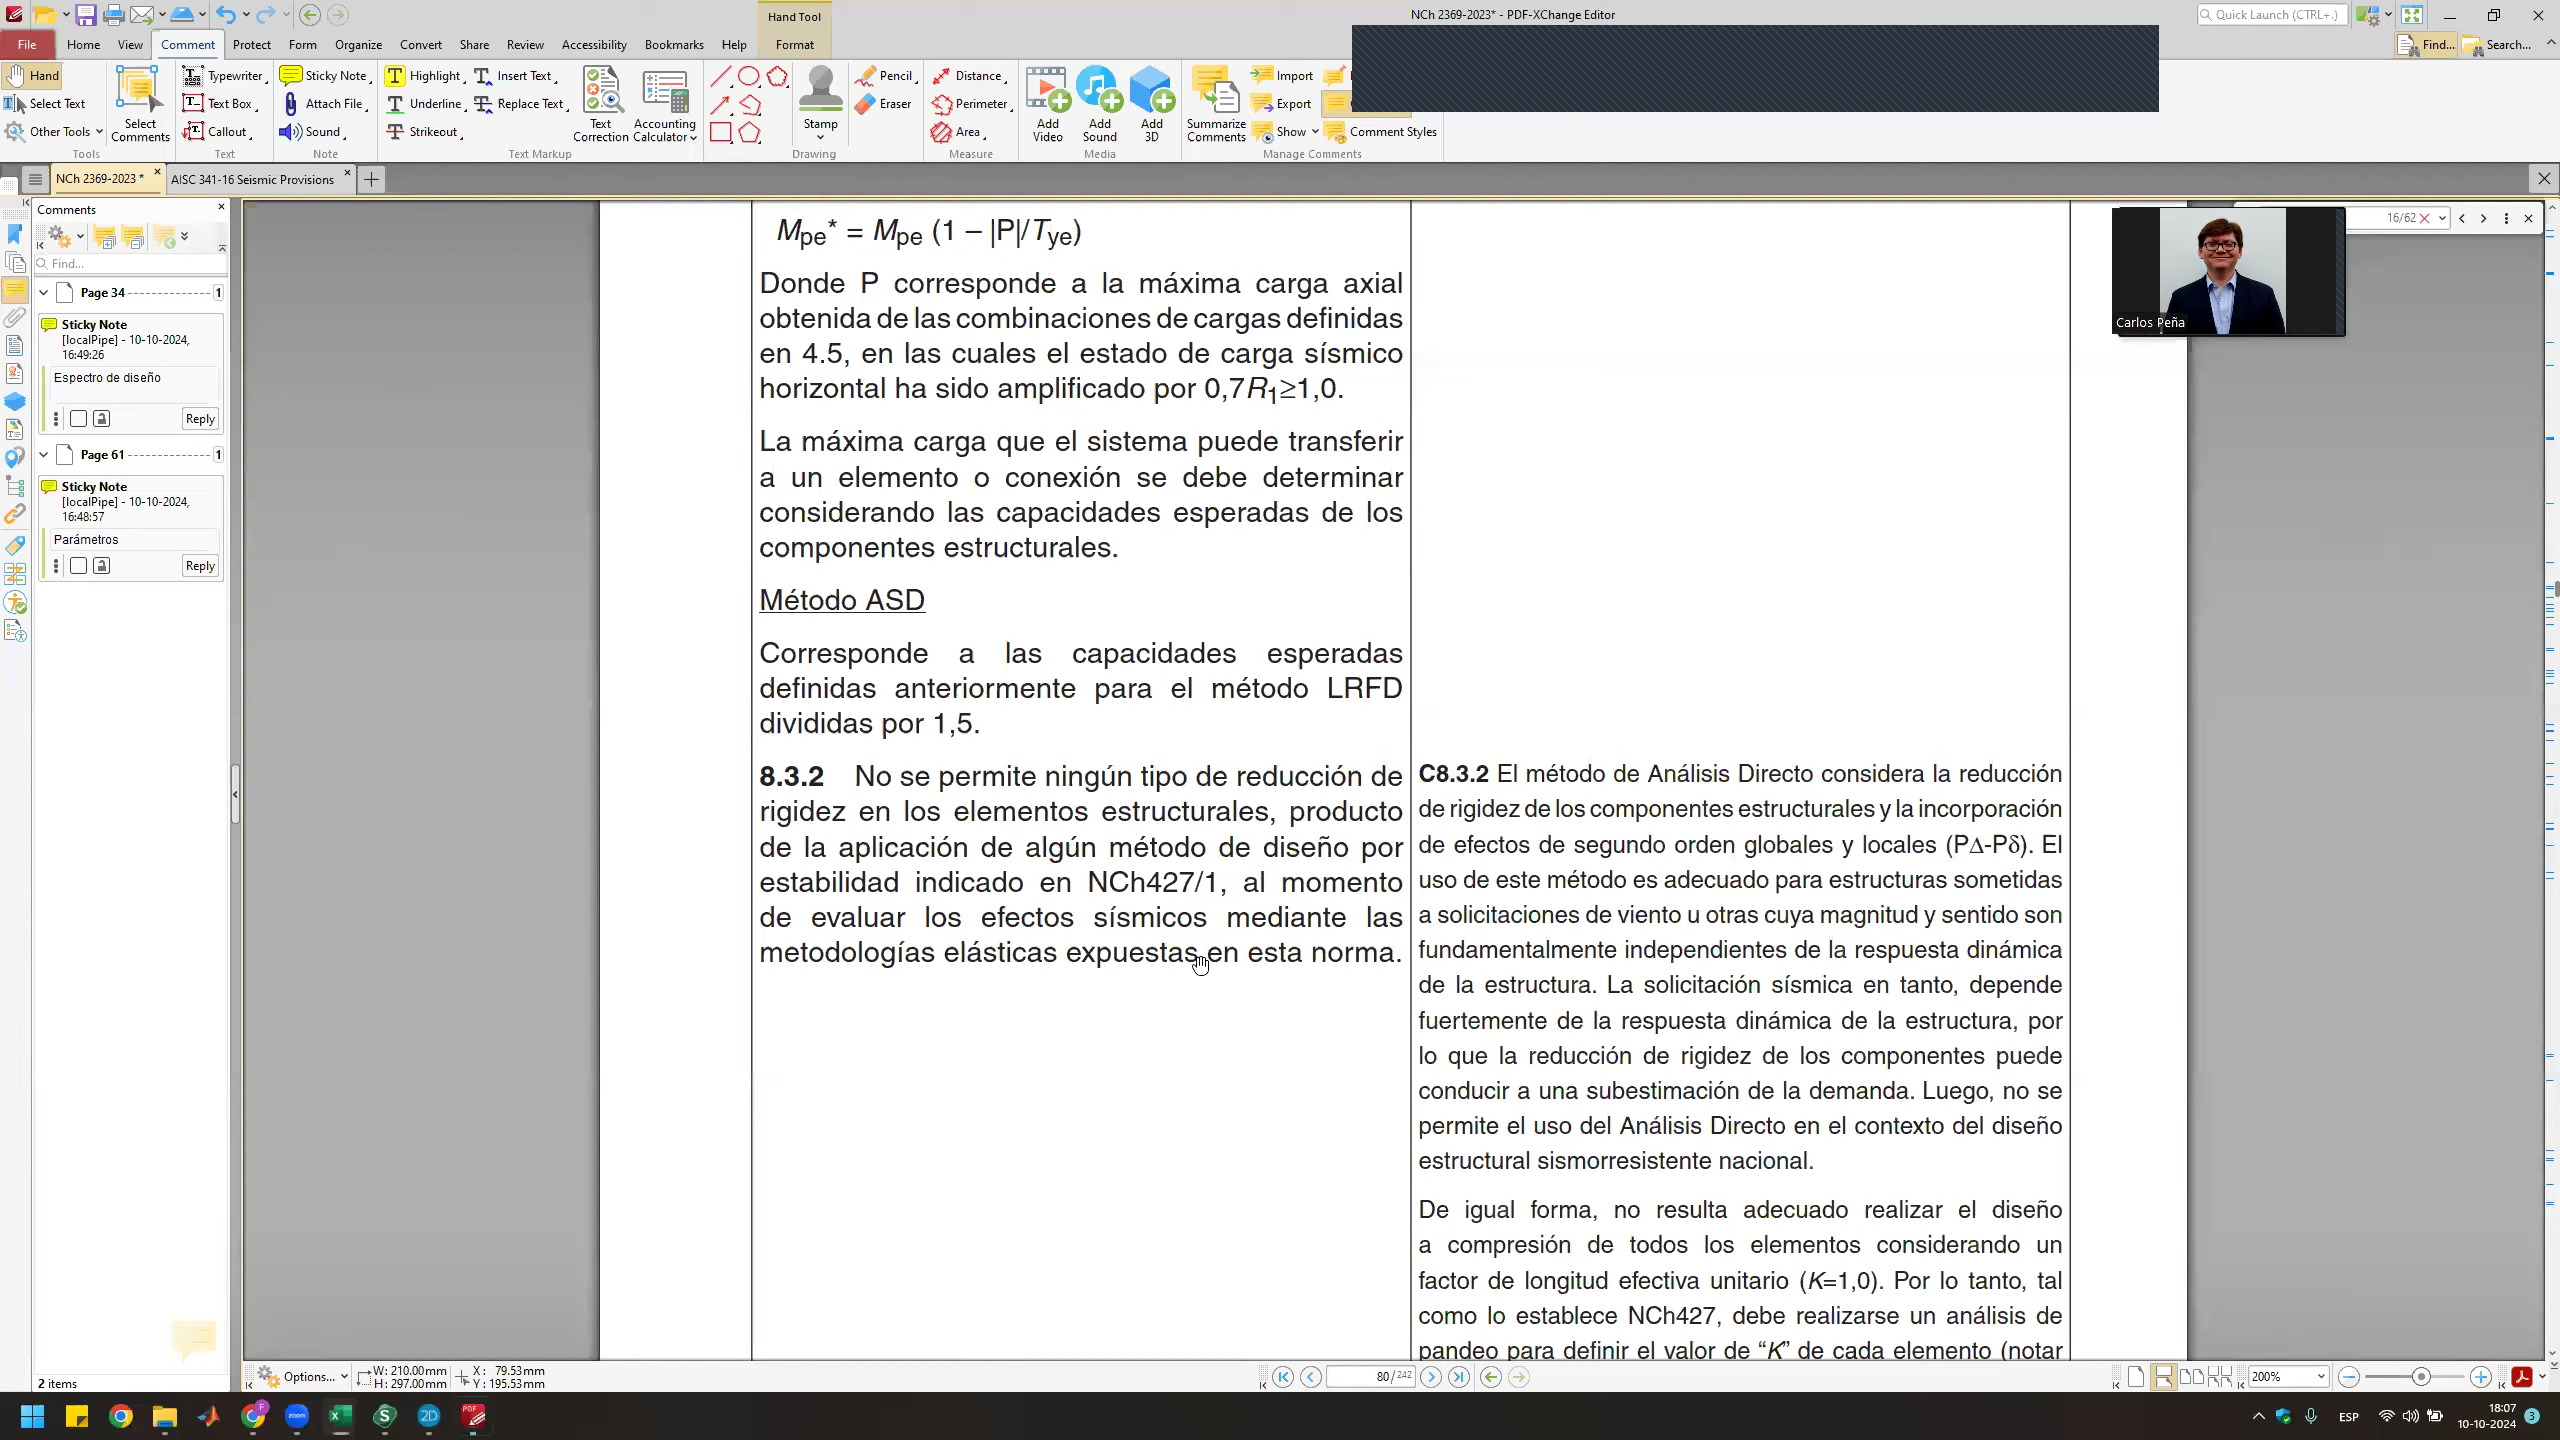 NCh 2369-2023* - PDF-XChange Editor
Hand Tool
Quick Launch (CTRL+.)
File
Home
View
Comment
Protect
Form
Organize
Convert
Share
Review
Accessibility
Bookmarks
Help
Format
Find...
Search...
Hand
Select Text
Other Tools
Select
Comments
Tools
Typewriter
Text Box
Callout
Text
Sticky Note
Attach File
Sound
Note
Highlight
Underline
Strikeout
Insert Text
Replace Text
Text
Correction
Accounting
Calculator
Text Markup
Stamp
Pencil
Eraser
Drawing
Distance
Perimeter
Area
Measure
Add
Video
Add
Sound
Add
3D
Media
Summarize
Comments
Import
Export
Show
Comment Styles
Manage Comments
NCh 2369-2023 *
AISC 341-16 Seismic Provisions
Comments
Find...
Page 34
1
Sticky Note
[localPipe] - 10-10-2024,
16:49:26
Espectro de diseño
Reply
Page 61
1
Sticky Note
[localPipe] - 10-10-2024,
16:48:57
Parámetros
Reply
2 items
16/62
Carlos Peña
Mpe* = Mpe (1 – |P|/Tye)
Donde P corresponde a la máxima carga axial
obtenida de las combinaciones de cargas definidas
en 4.5, en las cuales el estado de carga sísmico
horizontal ha sido amplificado por 0,7R1≥1,0.
La máxima carga que el sistema puede transferir
a un elemento o conexión se debe determinar
considerando las capacidades esperadas de los
componentes estructurales.
Método ASD
Corresponde a las capacidades esperadas
definidas anteriormente para el método LRFD
divididas por 1,5.
8.3.2 No se permite ningún tipo de reducción de
rigidez en los elementos estructurales, producto
de la aplicación de algún método de diseño por
estabilidad indicado en NCh427/1, al momento
de evaluar los efectos sísmicos mediante las
metodologías elásticas expuestas en esta norma.
C8.3.2 El método de Análisis Directo considera la reducción
de rigidez de los componentes estructurales y la incorporación
de efectos de segundo orden globales y locales (P∆-Pδ). El
uso de este método es adecuado para estructuras sometidas
a solicitaciones de viento u otras cuya magnitud y sentido son
fundamentalmente independientes de la respuesta dinámica
de la estructura. La solicitación sísmica en tanto, depende
fuertemente de la respuesta dinámica de la estructura, por
lo que la reducción de rigidez de los componentes puede
conducir a una subestimación de la demanda. Luego, no se
permite el uso del Análisis Directo en el contexto del diseño
estructural sismorresistente nacional.
De igual forma, no resulta adecuado realizar el diseño
a compresión de todos los elementos considerando un
factor de longitud efectiva unitario (K=1,0). Por lo tanto, tal
como lo establece NCh427, debe realizarse un análisis de
pandeo para definir el valor de “K” de cada elemento (notar
Options...
W: 210.00mm
H: 297.00mm
X: 79.53mm
Y: 195.53mm
80/242
200%
ESP
18:07
10-10-2024
3